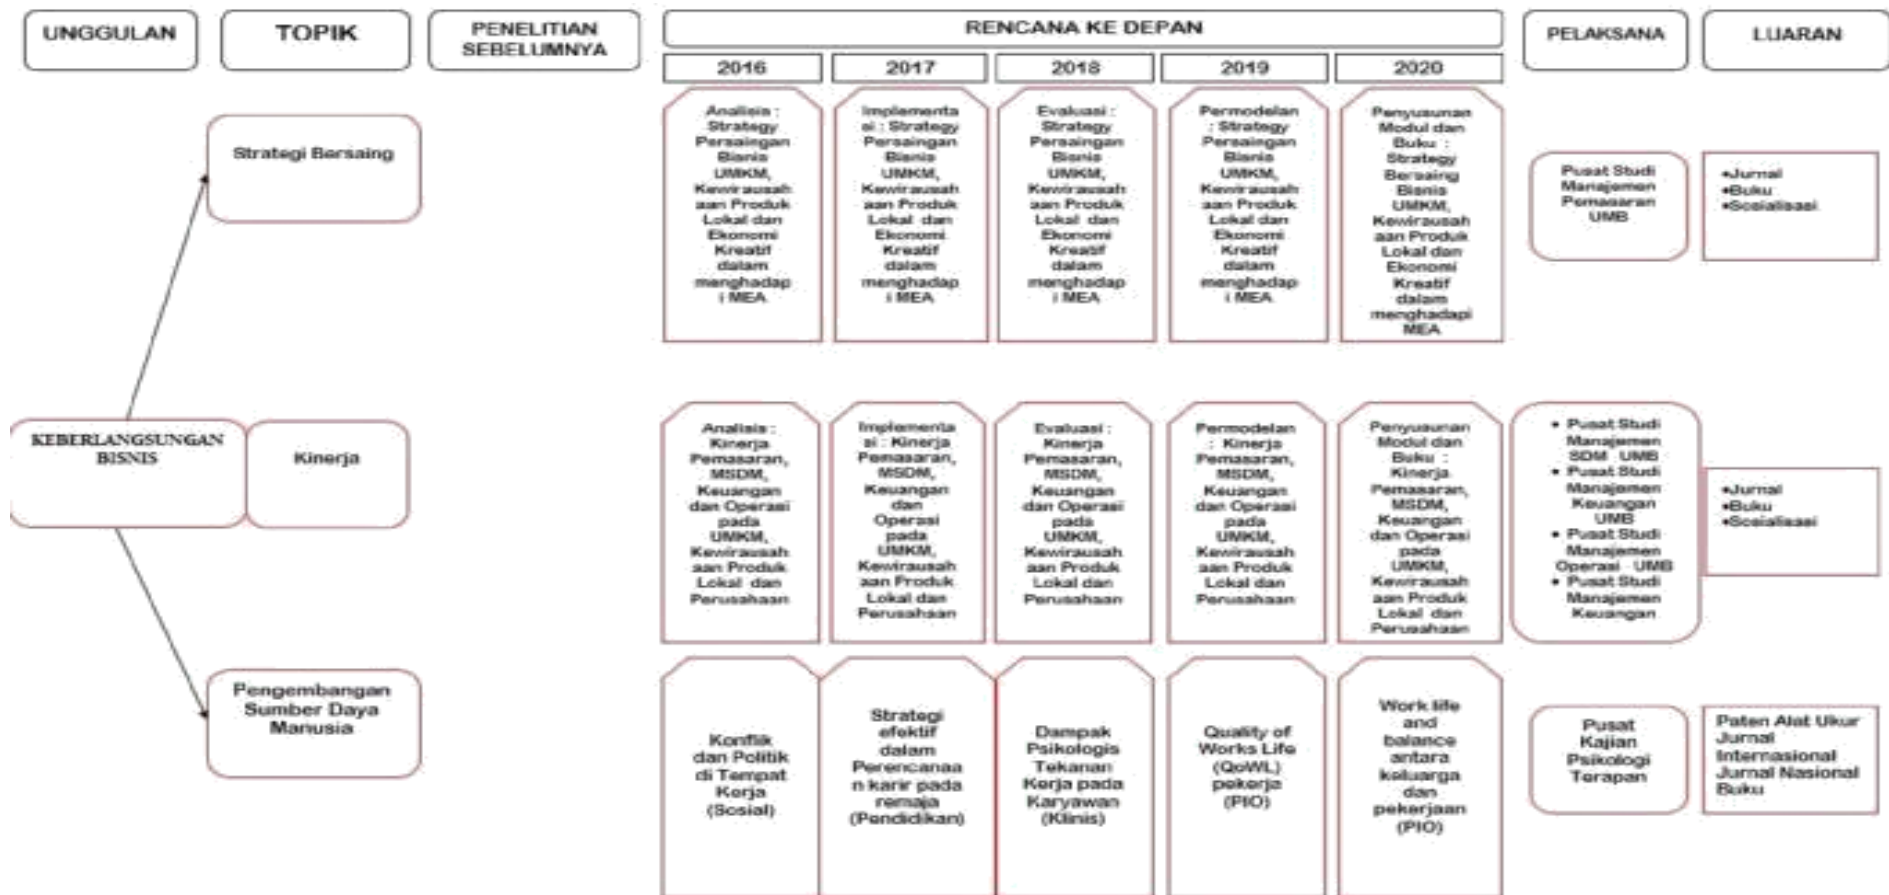 UNGGULAN
TOPIK
PENELITIAN
SEBELUMNYA
RENCANA KE DEPAN
PELAKSANA
LUARAN
2016
2017
2018
2019
2020
Strategi Bersaing
Analisis :
Strategy
Persaingan
Bisnis
UMKM,
Kewirausah
aan Produk
Lokal dan
Ekonomi
Kreatif
dalam
menghadap
i MEA
Implementa
si : Strategy
Persaingan
Bisnis
UMKM,
Kewirausah
aan Produk
Lokal dan
Ekonomi
Kreatif
dalam
menghadap
i MEA
Evaluasi :
Strategy
Persaingan
Bisnis
UMKM,
Kewirausah
aan Produk
Lokal dan
Ekonomi
Kreatif
dalam
menghadap
i MEA
Permodelan
: Strategy
Persaingan
Bisnis
UMKM,
Kewirausah
aan Produk
Lokal dan
Ekonomi
Kreatif
dalam
menghadap
i MEA
Penyusunan
Modul dan
Buku :
Strategy
Bersaing
Bisnis
UMKM,
Kewirausah
aan Produk
Lokal dan
Ekonomi
Kreatif
dalam
menghadapi
MEA
Pusat Studi
Manajemen
Pemasaran
UMB
•Jurnal
•Buku
•Sosialisasi
KEBERLANGSUNGAN
BISNIS
Kinerja
Analisis :
Kinerja
Pemasaran,
MSDM,
Keuangan
dan Operasi
pada
UMKM,
Kewirausah
aan Produk
Lokal dan
Perusahaan
Implementa
si : Kinerja
Pemasaran,
MSDM,
Keuangan
dan
Operasi
pada
UMKM,
Kewirausah
aan Produk
Lokal dan
Perusahaan
Evaluasi :
Kinerja
Pemasaran,
MSDM,
Keuangan
dan Operasi
pada
UMKM,
Kewirausah
aan Produk
Lokal dan
Perusahaan
Permodelan
: Kinerja
Pemasaran,
MSDM,
Keuangan
dan Operasi
pada
UMKM,
Kewirausah
aan Produk
Lokal dan
Perusahaan
Penyusunan
Modul dan
Buku :
Kinerja
Pemasaran,
MSDM,
Keuangan
dan Operasi
pada
UMKM,
Kewirausah
aan Produk
Lokal dan
Perusahaan
• Pusat Studi
Manajemen
SDM UMB
• Pusat Studi
Manajemen
Keuangan
UMB
• Pusat Studi
Manajemen
Operasi UMB
• Pusat Studi
Manajemen
Keuangan
•Jurnal
•Buku
•Sosialisasi
Pengembangan
Sumber Daya
Manusia
Konflik
dan Politik
di Tempat
Kerja
(Sosial)
Strategi
efektif
dalam
Perencanaa
n karir pada
remaja
(Pendidikan)
Dampak
Psikologis
Tekanan
Kerja pada
Karyawan
(Klinis)
Quality of
Works Life
(QoWL)
pekerja
(PIO)
Work life
and
balance
antara
keluarga
dan
pekerjaan
(PIO)
Pusat
Kajian
Psikologi
Terapan
Paten Alat Ukur
Jurnal
Internasional
Jurnal Nasional
Buku